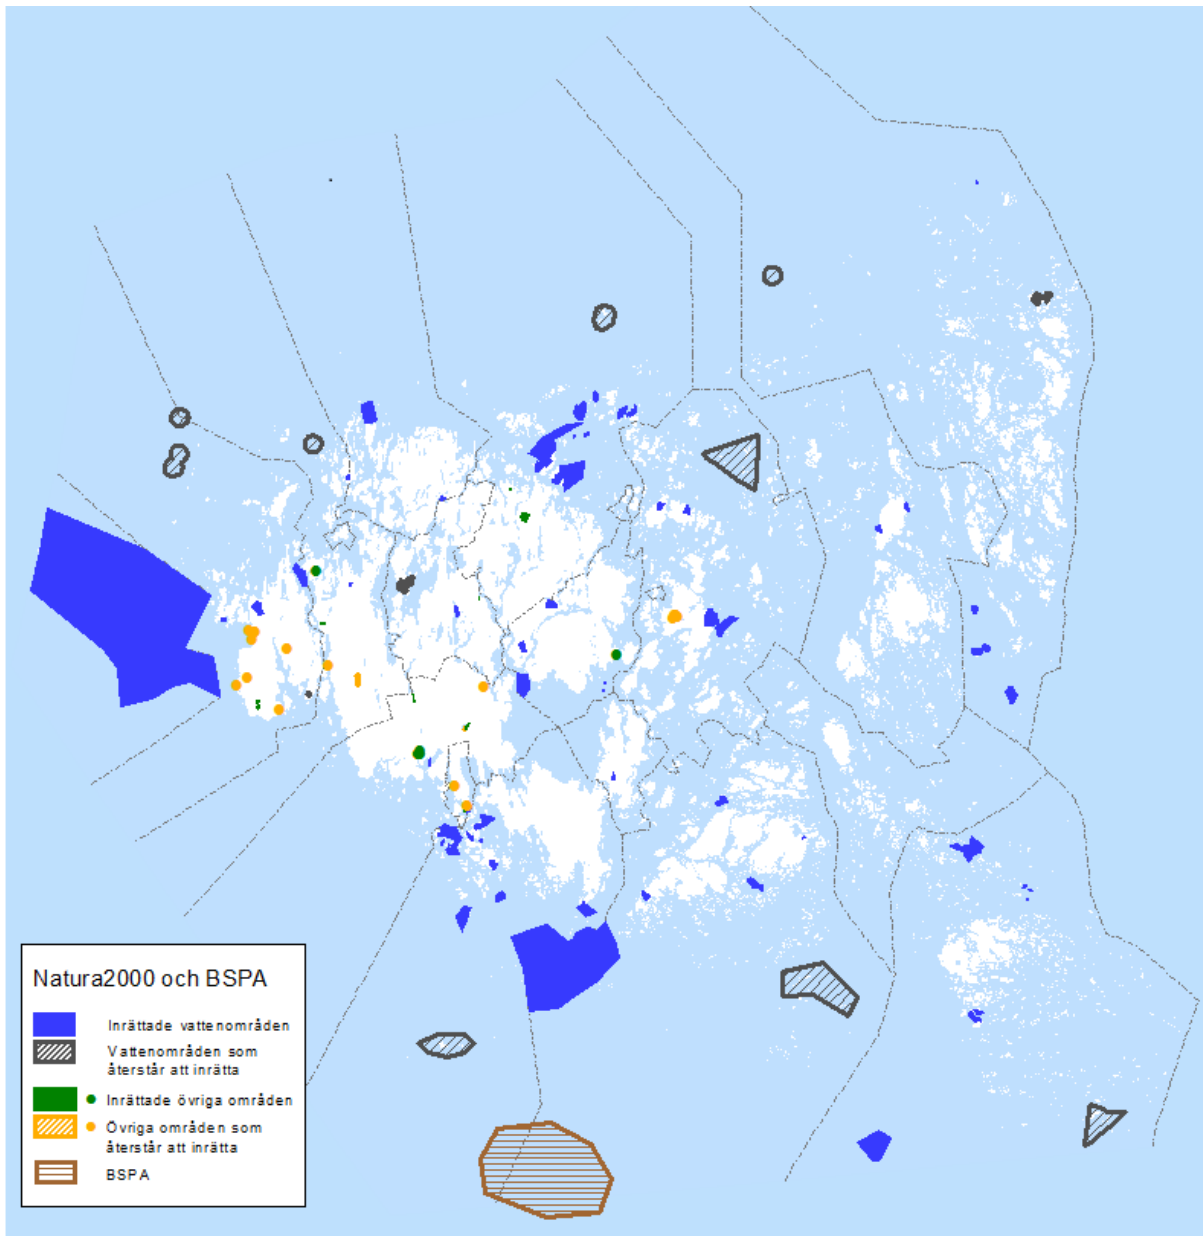 Natura2000 och BSPA
Inrättade vattenområden
Vattenområden som
återstår att inrätta
Inrättade övriga områden
Övriga områden som
återstår att inrätta
BSPA